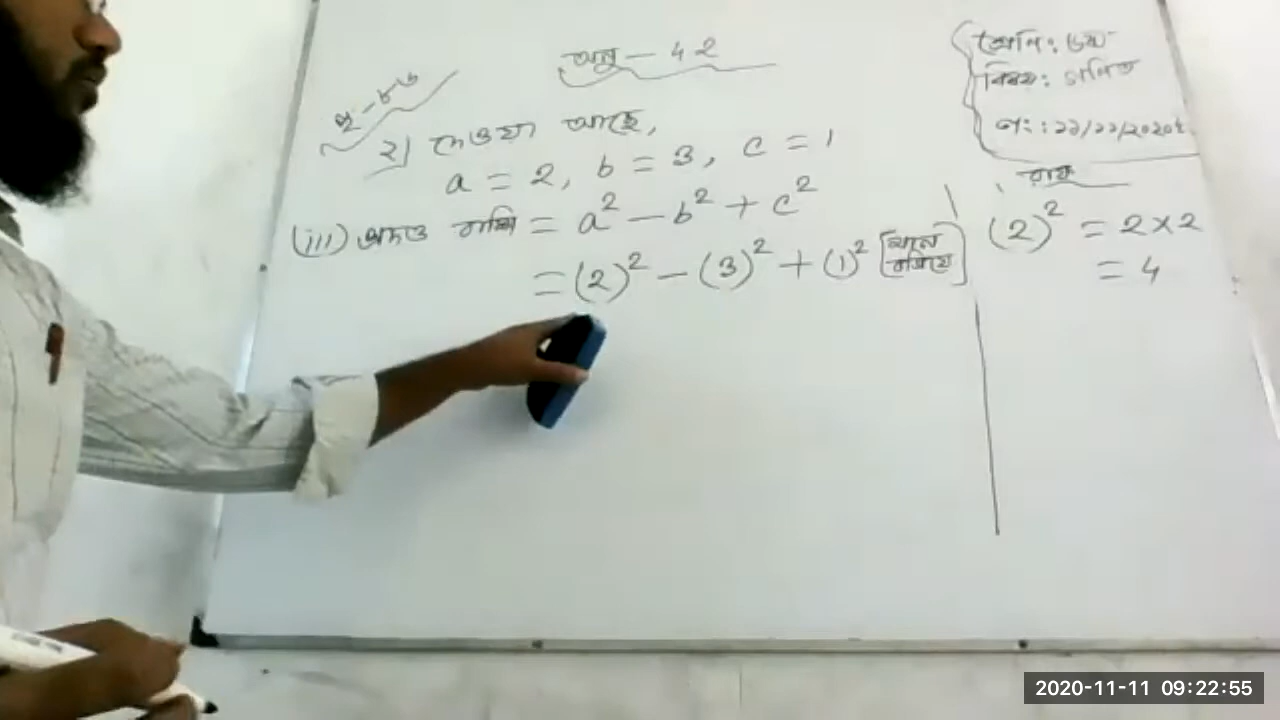 অনু — 4 2
পৃ - ৮৩
২) দেওয়া আছে,
a = 2, b = 3, c = 1
(iii) প্রদত্ত রাশি = a² – b² + c²
= (2)² – (3)² + (1)² [মান বসিয়ে]
শ্রেণি: ৬ষ্ঠ
বিষয়: গণিত
তাং: ১১/১১/২০২০ইং
রাফ
(2)² = 2 × 2
= 4
2020-11-11 09:22:55